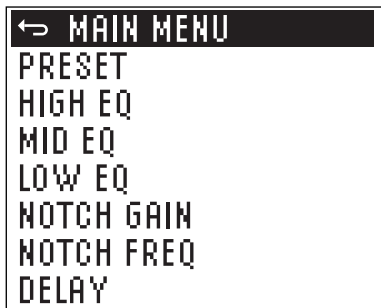 MAIN MENU
PRESET
HIGH EQ
MID EQ
LOW EQ
NOTCH GAIN
NOTCH FREQ
DELAY